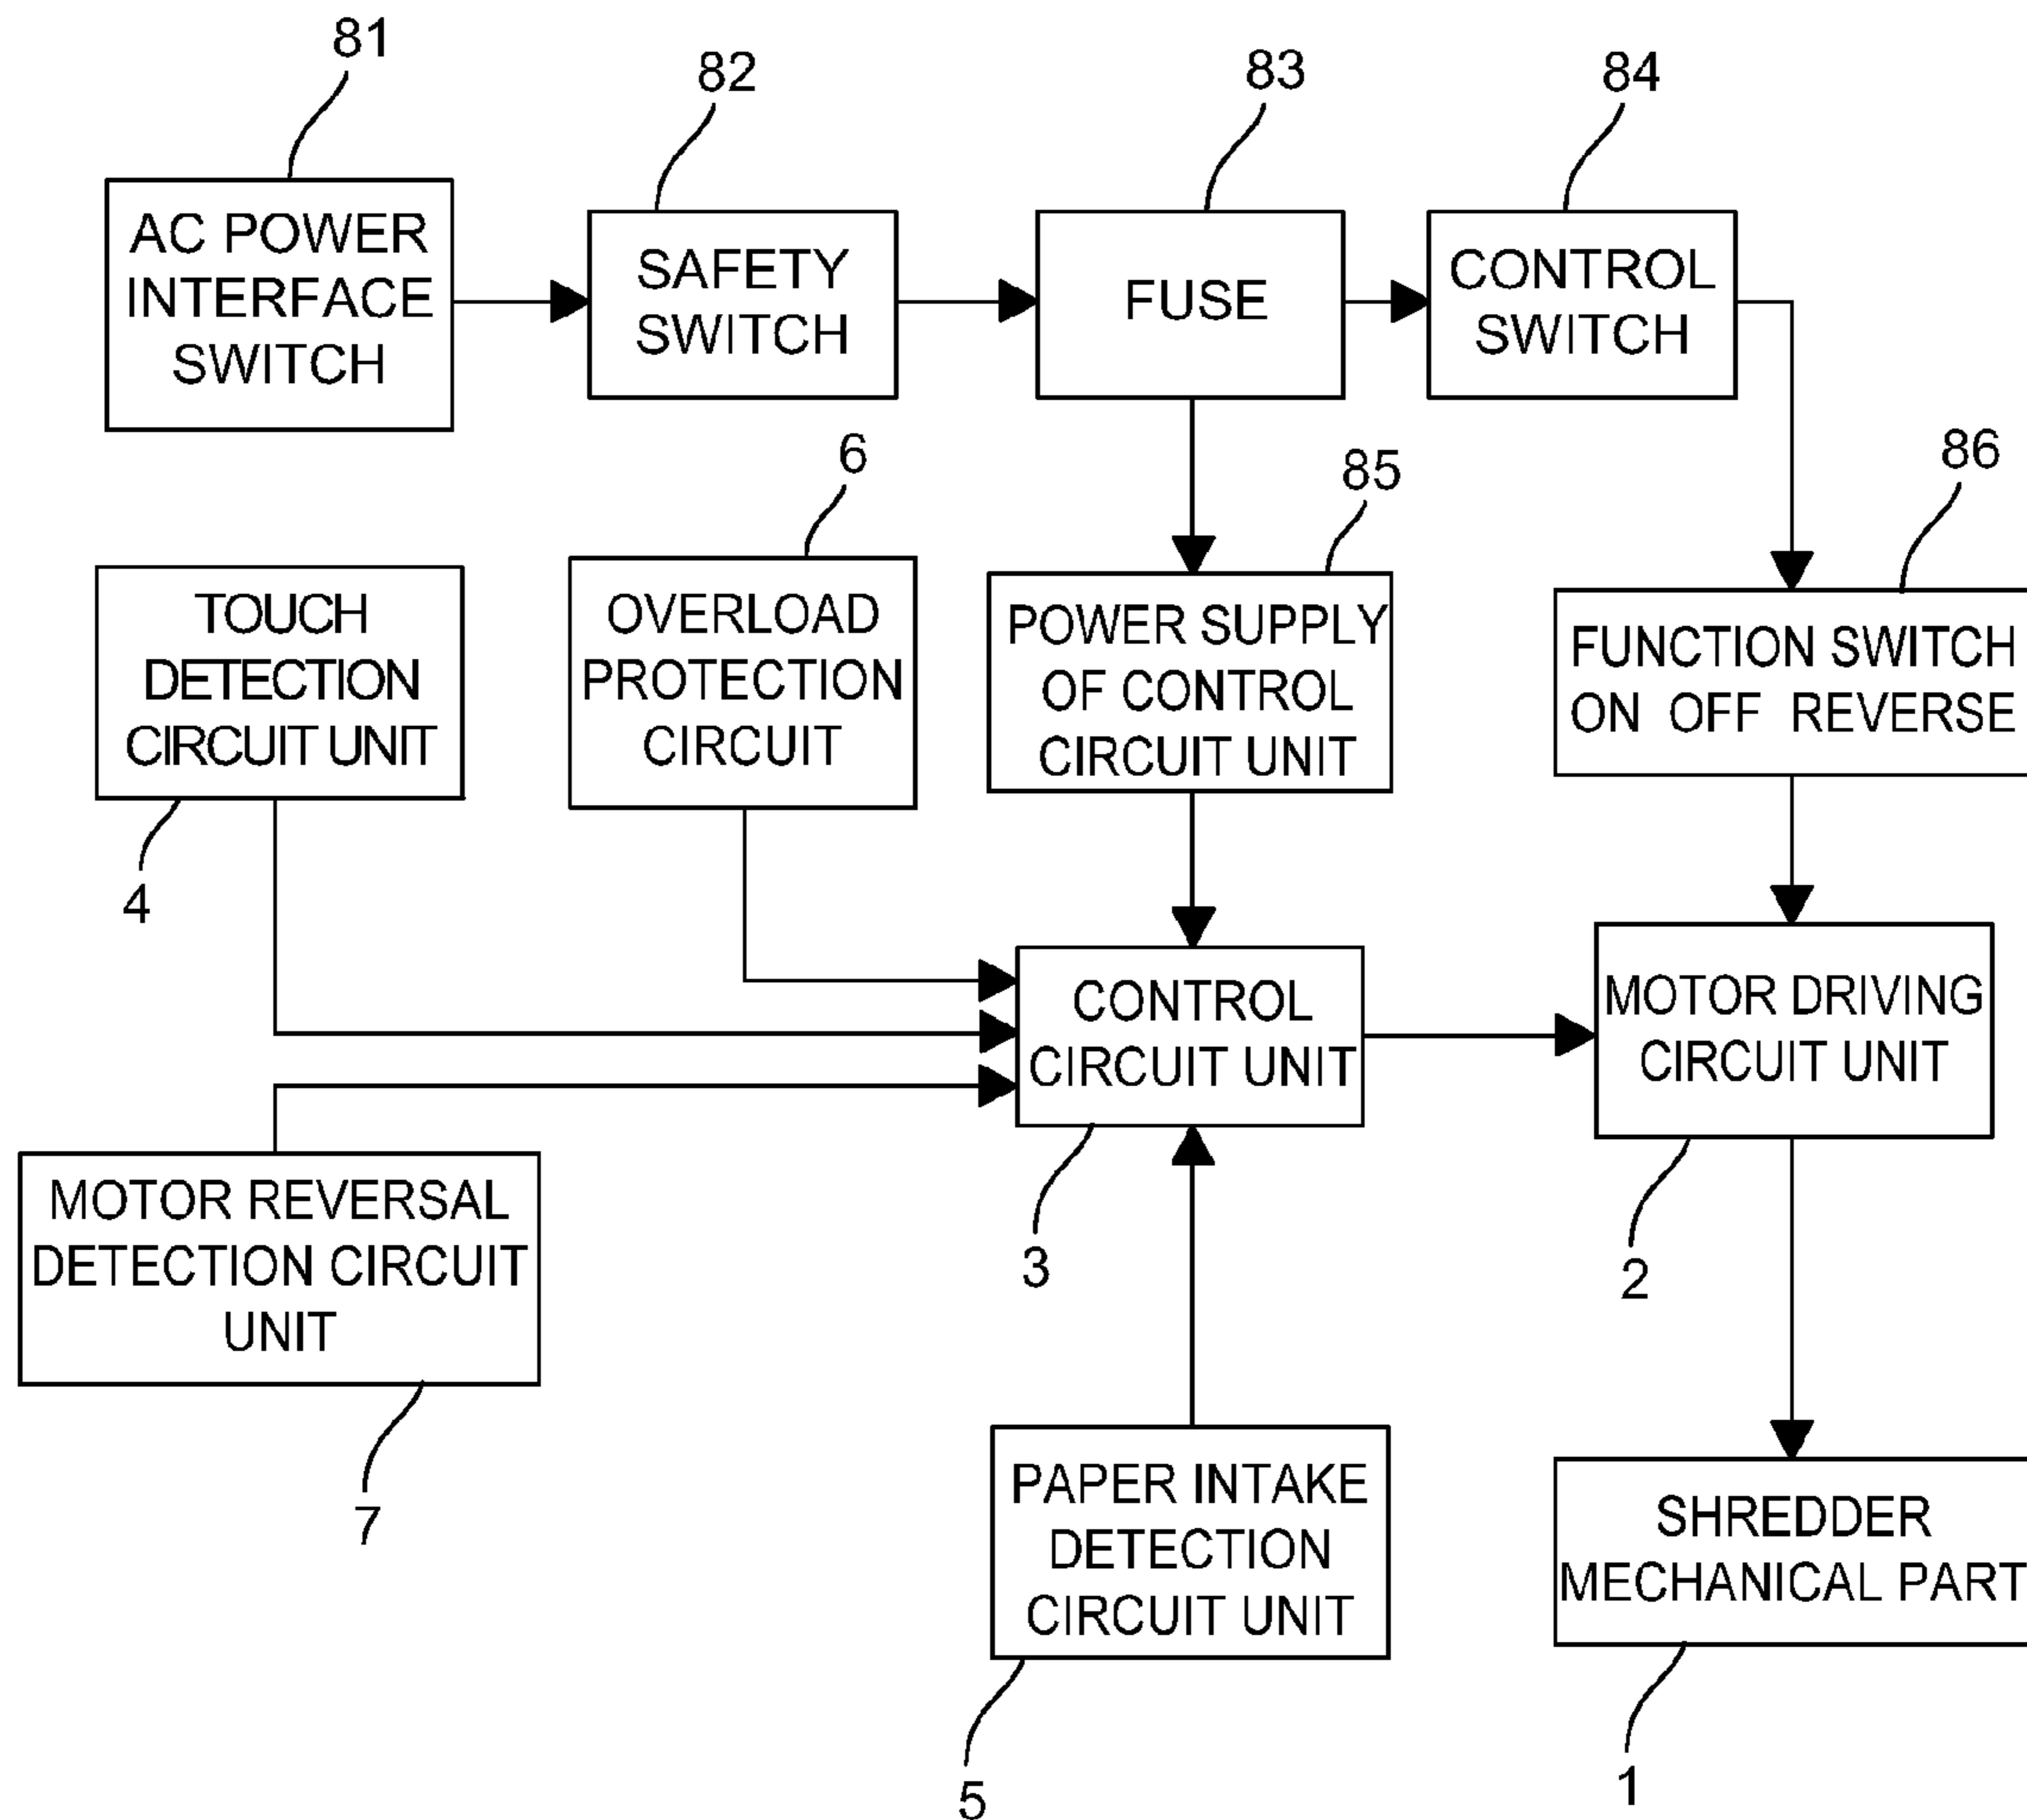 81
82
83
84
AC POWER
INTERFACE
SWITCH
SAFETY
SWITCH
FUSE
CONTROL
SWITCH
6
85
86
TOUCH
DETECTION
CIRCUIT UNIT
4
OVERLOAD
PROTECTION
CIRCUIT
POWER SUPPLY
OF CONTROL
CIRCUIT UNIT
FUNCTION SWITCH
ON OFF REVERSE
CONTROL
CIRCUIT UNIT
3
MOTOR DRIVING
CIRCUIT UNIT
2
MOTOR REVERSAL
DETECTION CIRCUIT
UNIT
7
PAPER INTAKE
DETECTION
CIRCUIT UNIT
5
SHREDDER
MECHANICAL PART
1